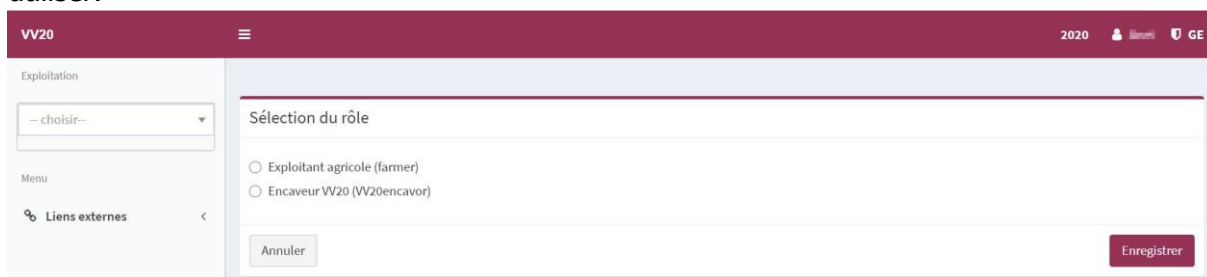 VV20
2020
GE
Exploitation
-- choisir--
Sélection du rôle
Exploitant agricole (farmer)
Encaveur VV20 (VV20encavor)
Menu
Liens externes
Annuler
Enregistrer